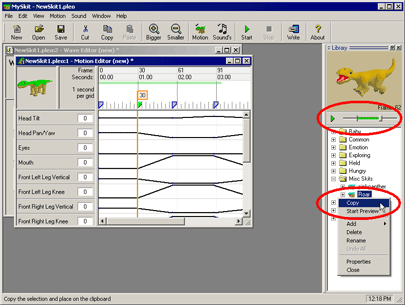 MySkit - NewSkit1.pleo
File Edit Motion Sound Window Help
New Open Save Cut Copy Paste Bigger Smaller Motion Sound's Start Stop Write About
NewSkit1.pleo:2 - Wave Editor (new) *
NewSkit1.pleo:1 - Motion Editor (new) *
Frame: 0 30 61 91
Seconds: 00.00 01.00 02.00 03.00
1 second
per grid
30
Head Tilt 0
Head Pan/Yaw 0
Eyes 0
Mouth 0
Front Left Leg Vertical 0
Front Left Leg Knee 0
Front Right Leg Vertical 0
Front Right Leg Knee 0
Library
Frame: 62
Baby
Common
Emotion
Exploring
Held
Hungry
Misc Skits
Roar
Copy
Start Preview
Add
Delete
Rename
Undo All
Properties
Close
Copy the selection and place on the clipboard
12:18 PM